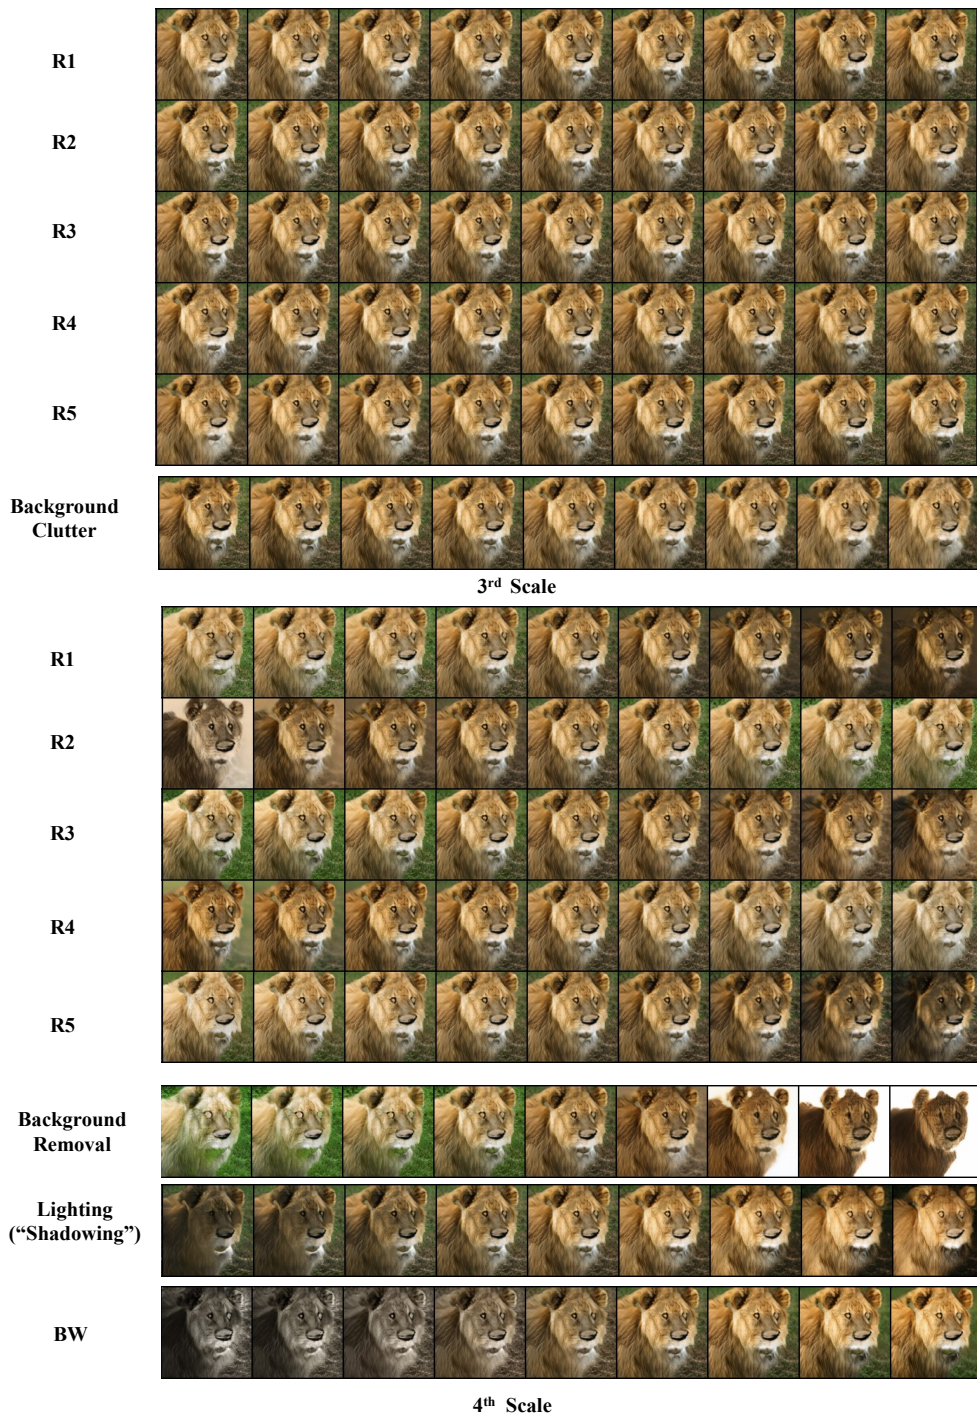 R1
R2
R3
R4
R5
Background
Clutter
3rd Scale
R1
R2
R3
R4
R5
Background
Removal
Lighting
(“Shadowing”)
BW
4th Scale